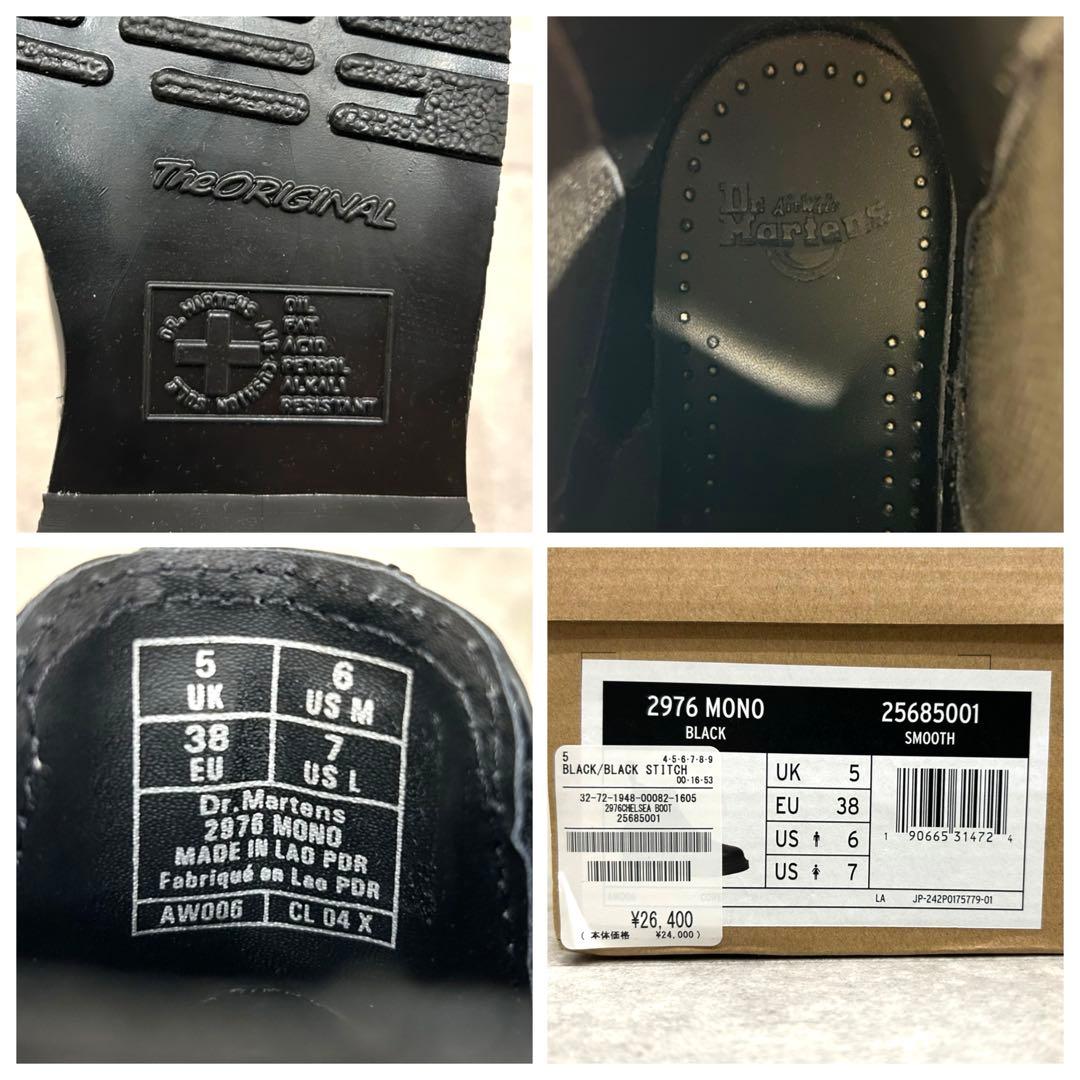 The ORIGINAL
DR. MARTENS AIR CUSHION SOLES
OIL
FAT
ACID
PETROL
ALKALI
RESISTANT
Dr. AirWair
Martens
5
UK
6
US M
38
EU
7
US L
Dr. Martens
2976 MONO
MADE IN LAO PDR
Fabriqué en Lao PDR
AW006
CL 04 X
2976 MONO
BLACK
25685001
SMOOTH
UK 5
EU 38
US 6
US 7
1 90665 31472 4
LA JP-242P0175779-01
5 4·5·6·7·8·9
BLACK/BLACK STITCH
00·16·53
32-72-1948-00082-1605
2976CHELSEA BOOT
25685001
¥26,400
(本体価格 ¥24,000)